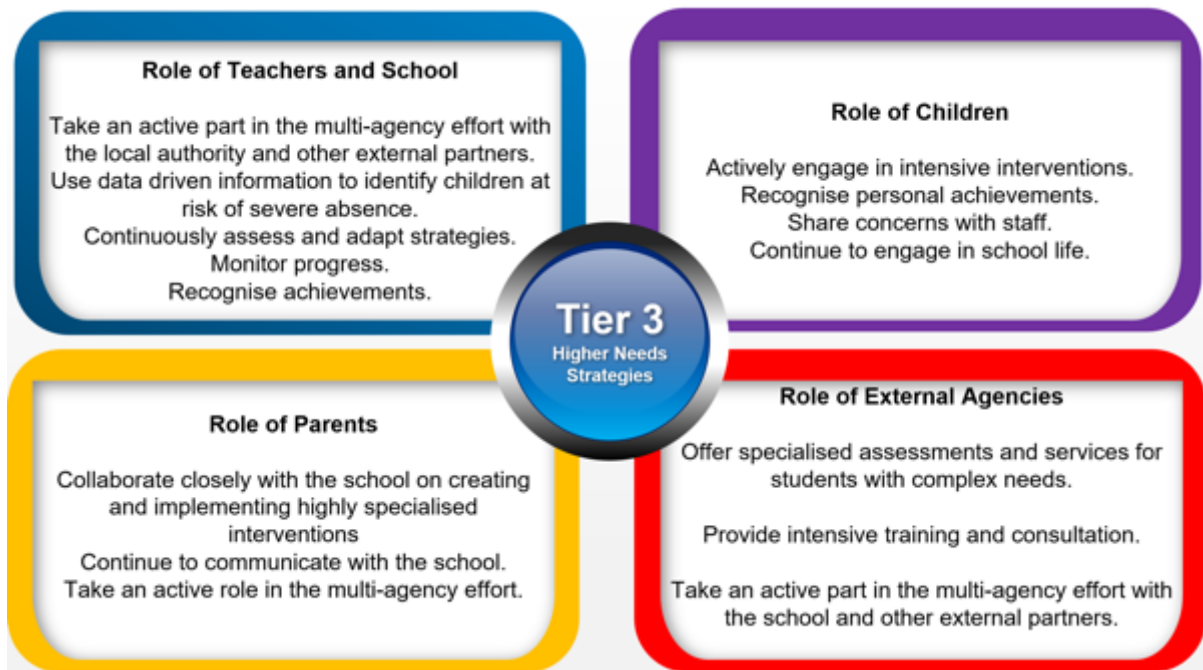 Role of Teachers and School
Take an active part in the multi-agency effort with
the local authority and other external partners.
Use data driven information to identify children at
risk of severe absence.
Continuously assess and adapt strategies.
Monitor progress.
Recognise achievements.
Role of Children
Actively engage in intensive interventions.
Recognise personal achievements.
Share concerns with staff.
Continue to engage in school life.
Tier 3
Higher Needs
Strategies
Role of Parents
Collaborate closely with the school on creating
and implementing highly specialised
interventions
Continue to communicate with the school.
Take an active role in the multi-agency effort.
Role of External Agencies
Offer specialised assessments and services for
students with complex needs.
Provide intensive training and consultation.
Take an active part in the multi-agency effort with
the school and other external partners.